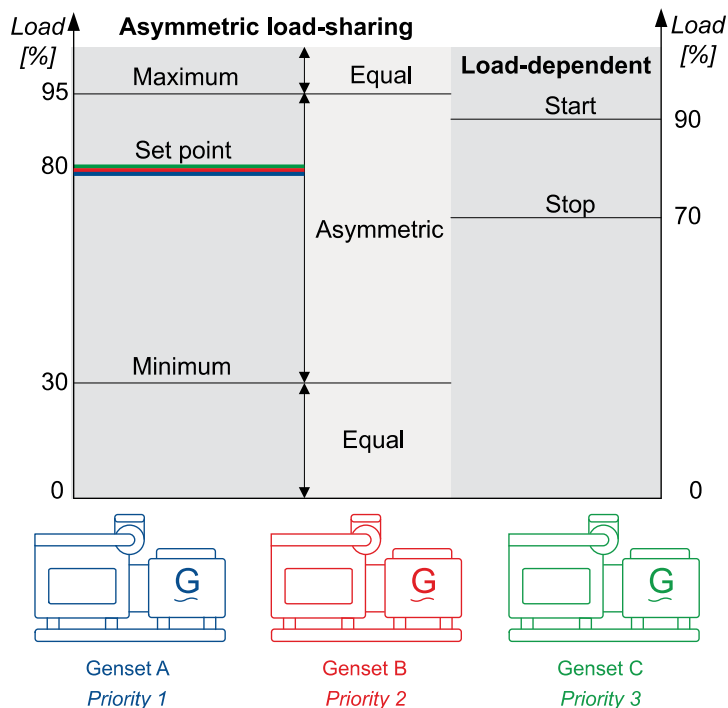 Load
[%]
Asymmetric load-sharing
Load
[%]
Maximum
Equal
Load-dependent
95
Start
90
Set point
80
Stop
70
Asymmetric
Minimum
30
Equal
0
0
G
G
G
Genset A
Genset B
Genset C
Priority 1
Priority 2
Priority 3